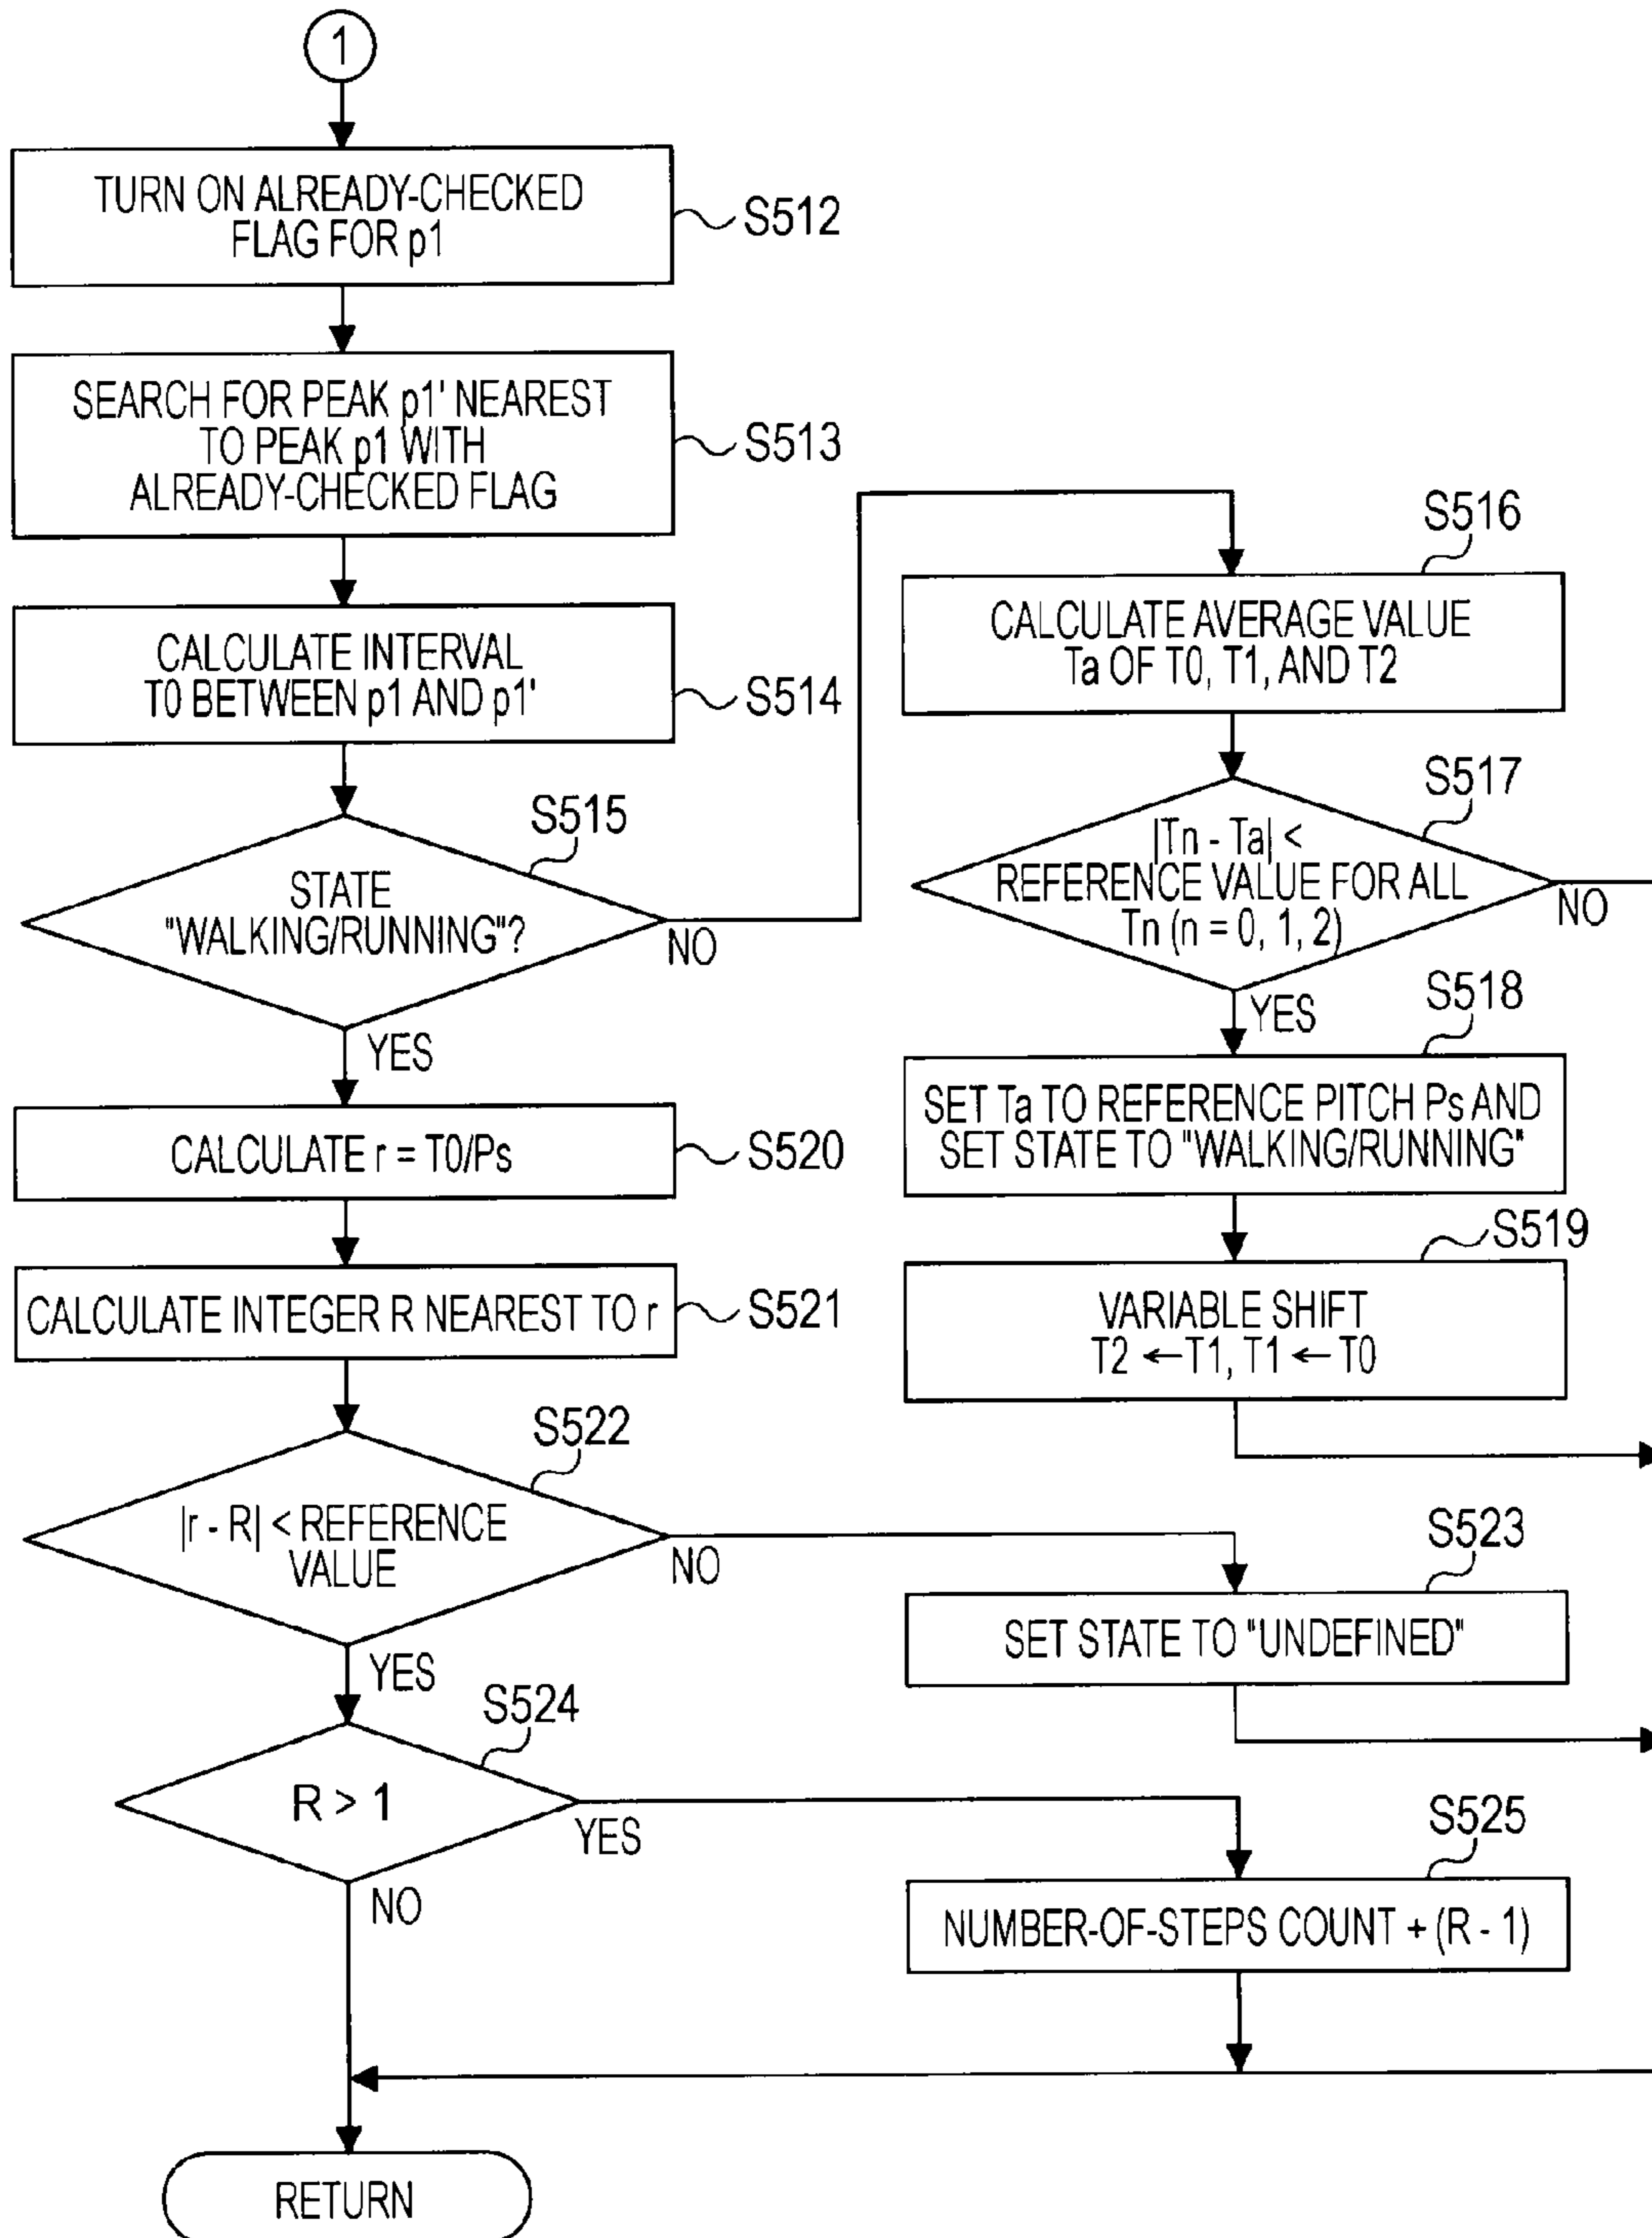 1
TURN ON ALREADY-CHECKED
FLAG FOR p1
S512
SEARCH FOR PEAK p1' NEAREST
TO PEAK p1 WITH
ALREADY-CHECKED FLAG
S513
CALCULATE INTERVAL
T0 BETWEEN p1 AND p1'
S514
S515
STATE
"WALKING/RUNNING"?
NO
YES
S516
CALCULATE AVERAGE VALUE
Ta OF T0, T1, AND T2
S517
|Tn - Ta| <
REFERENCE VALUE FOR ALL
Tn (n = 0, 1, 2)
NO
YES
S518
SET Ta TO REFERENCE PITCH Ps AND
SET STATE TO "WALKING/RUNNING"
S519
VARIABLE SHIFT
T2 ←T1, T1 ← T0
CALCULATE r = T0/Ps
S520
CALCULATE INTEGER R NEAREST TO r
S521
S522
|r - R| < REFERENCE
VALUE
NO
YES
S523
SET STATE TO "UNDEFINED"
S524
R > 1
YES
NO
S525
NUMBER-OF-STEPS COUNT + (R - 1)
RETURN